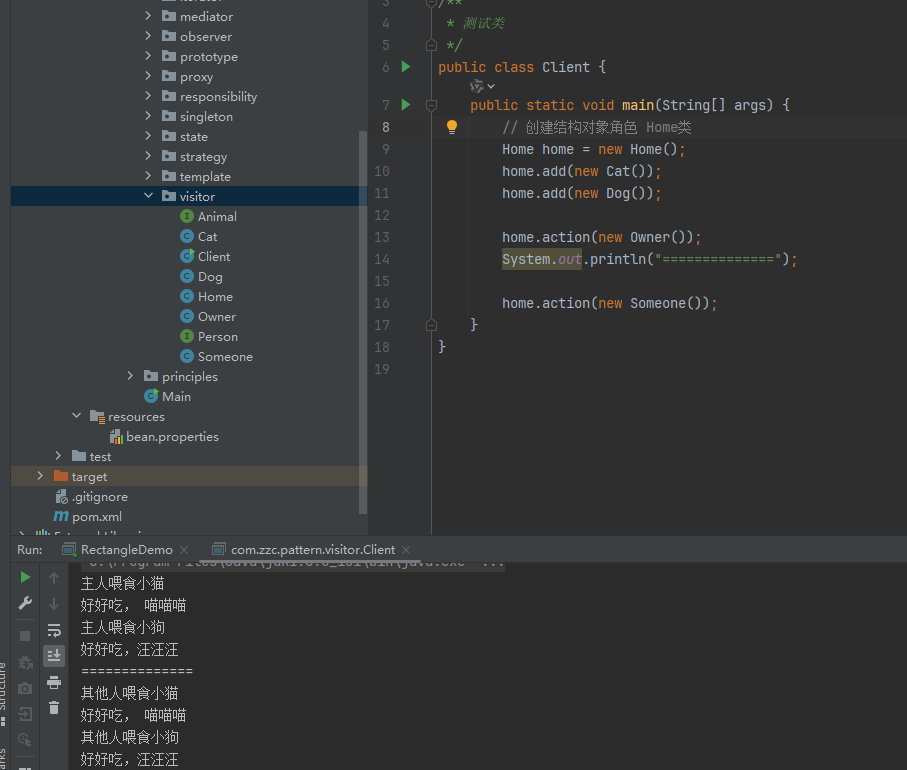 mediator
observer
prototype
proxy
responsibility
singleton
state
strategy
template
visitor
Animal
Cat
Client
Dog
Home
Owner
Person
Someone
principles
Main
resources
bean.properties
test
target
.gitignore
pom.xml
3 /**
4 * 测试类
5 */
6 public class Client {
7 public static void main(String[] args) {
8 // 创建结构对象角色 Home类
9 Home home = new Home();
10 home.add(new Cat());
11 home.add(new Dog());
12
13 home.action(new Owner());
14 System.out.println("==============");
15
16 home.action(new Someone());
17 }
18 }
19
Run: RectangleDemo com.zzc.pattern.visitor.Client
主人喂食小猫
好好吃， 喵喵喵
主人喂食小狗
好好吃，汪汪汪
==============
其他人喂食小猫
好好吃， 喵喵喵
其他人喂食小狗
好好吃，汪汪汪